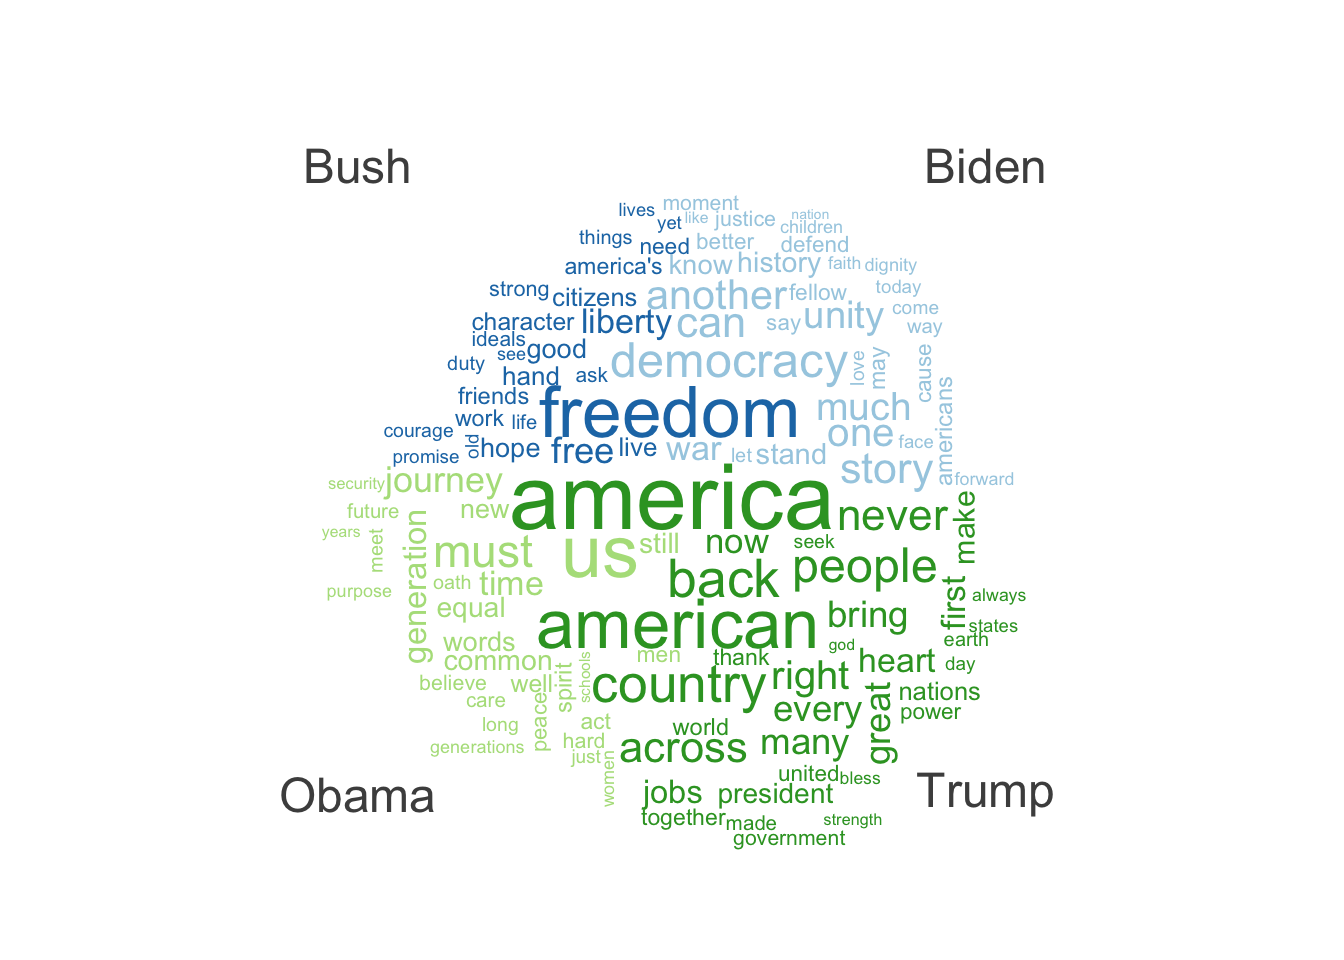 Bush
Biden
lives
moment
yet
like
justice
nation
children
things
need
better
defend
america's
know
history
faith
dignity
strong
citizens
another
fellow
today
character
liberty
can
say
unity
come
way
ideals
see
good
democracy
love
may
cause
duty
hand
ask
friends
freedom
much
americans
work
life
one
face
courage
promise
old
hope
free
live
war
let
stand
story
forward
security
journey
america
never
make
future
new
years
meet
generation
must
us
still
now
seek
people
purpose
oath
time
back
first
always
equal
american
bring
states
earth
words
common
men
thank
god
heart
day
believe
well
spirit
schools
country
right
great
nations
power
care
long
peace
act
world
every
generations
hard
just
across
many
women
united
bless
Obama
jobs
president
Trump
together
made
strength
government